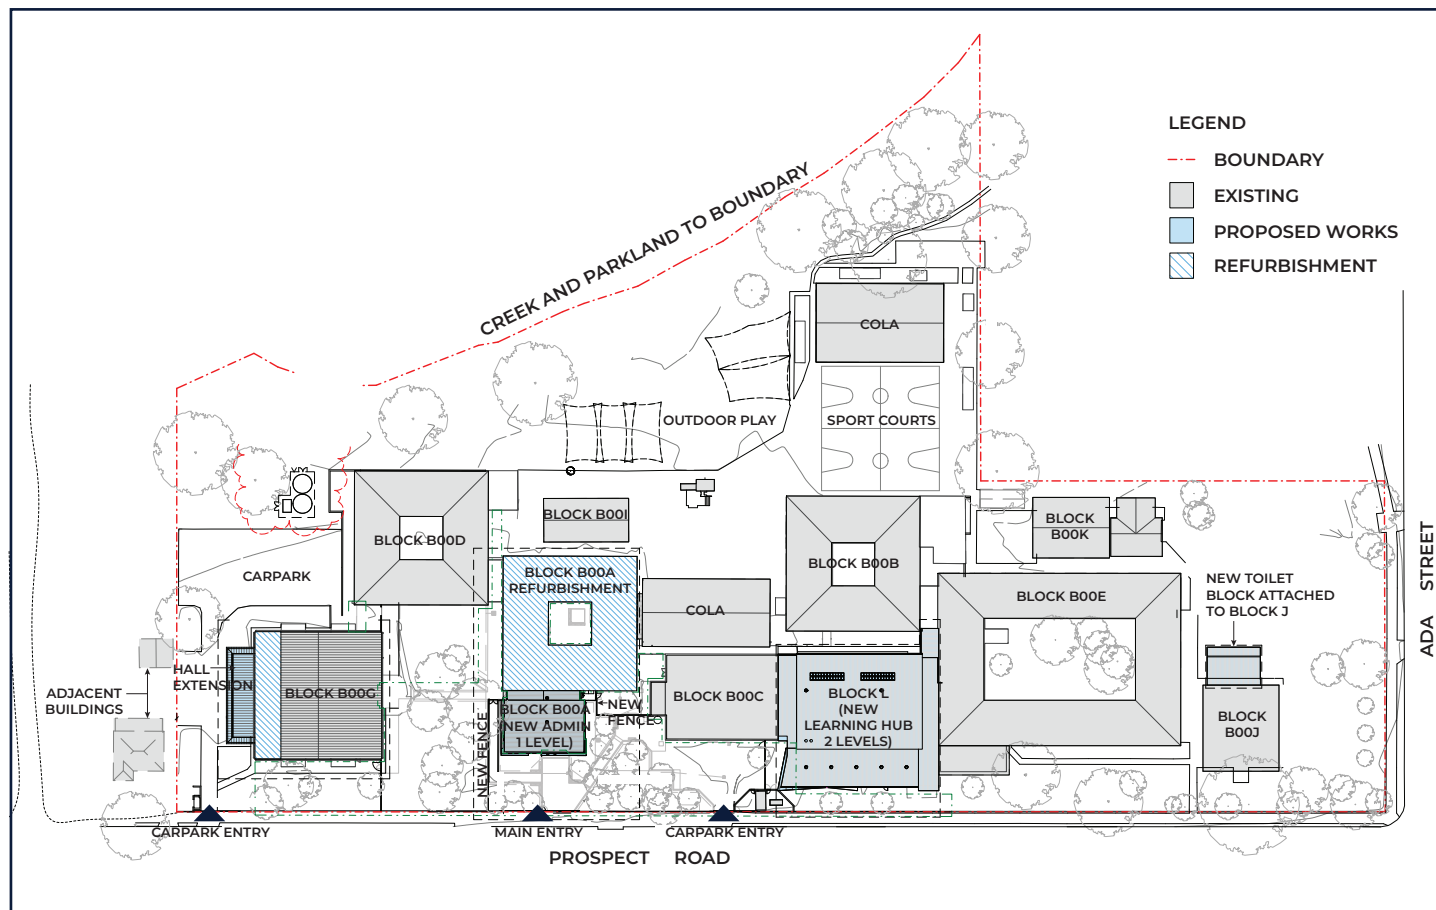 LEGEND
BOUNDARY
EXISTING
PROPOSED WORKS
REFURBISHMENT
CREEK AND PARKLAND TO BOUNDARY
COLA
OUTDOOR PLAY
SPORT COURTS
BLOCK B00I
BLOCK B00D
BLOCK
B00K
BLOCK B00B
CARPARK
BLOCK B00A
REFURBISHMENT
COLA
BLOCK B00E
NEW TOILET
BLOCK ATTACHED
TO BLOCK J
ADA STREET
HALL
EXTENSION
BLOCK B00G
ADJACENT
BUILDINGS
BLOCK B00A
(NEW ADMIN
1 LEVEL)
NEW
FENCE
NEW FENCE
BLOCK B00C
BLOCK L
(NEW
LEARNING HUB
2 LEVELS)
BLOCK
B00J
CARPARK ENTRY
MAIN ENTRY
CARPARK ENTRY
PROSPECT ROAD